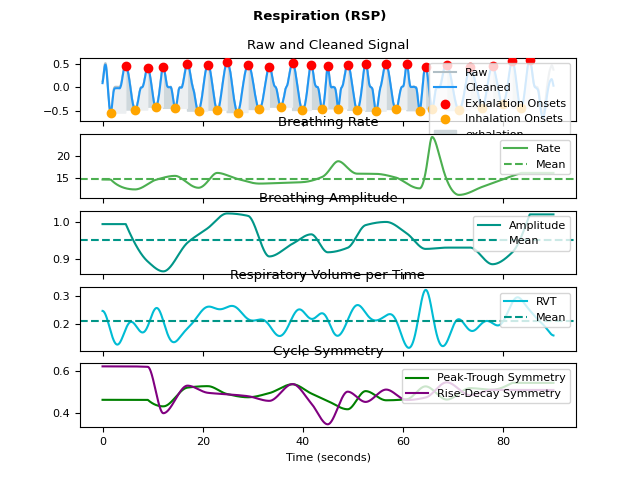 Respiration (RSP)
Raw and Cleaned Signal
0.5
0.0
−0.5
Raw
Cleaned
Exhalation Onsets
Inhalation Onsets
exhalation
Breathing Rate
20
15
Rate
Mean
Breathing Amplitude
1.0
0.9
Amplitude
Mean
Respiratory Volume per Time
0.3
0.2
RVT
Mean
Cycle Symmetry
0.6
0.4
Peak-Trough Symmetry
Rise-Decay Symmetry
0 20 40 60 80
Time (seconds)